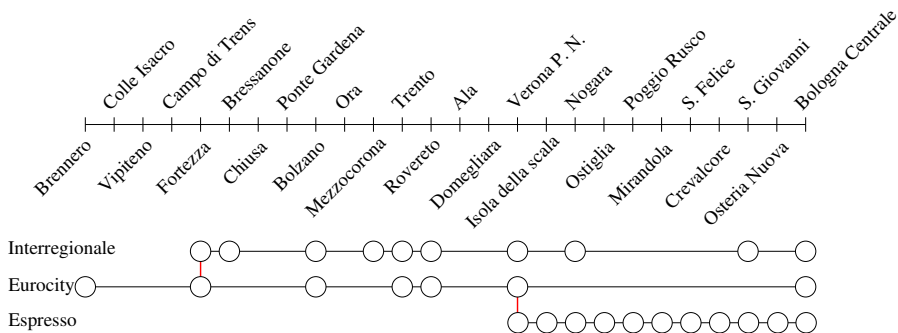 Colle Isacro
Campo di Trens
Bressanone
Ponte Gardena
Ora
Trento
Ala
Verona P. N.
Nogara
Poggio Rusco
S. Felice
S. Giovanni
Bologna Centrale
Brennero
Vipiteno
Fortezza
Chiusa
Bolzano
Mezzocorona
Rovereto
Domegliara
Isola della scala
Ostiglia
Mirandola
Crevalcore
Osteria Nuova
Interregionale
Eurocity
Espresso